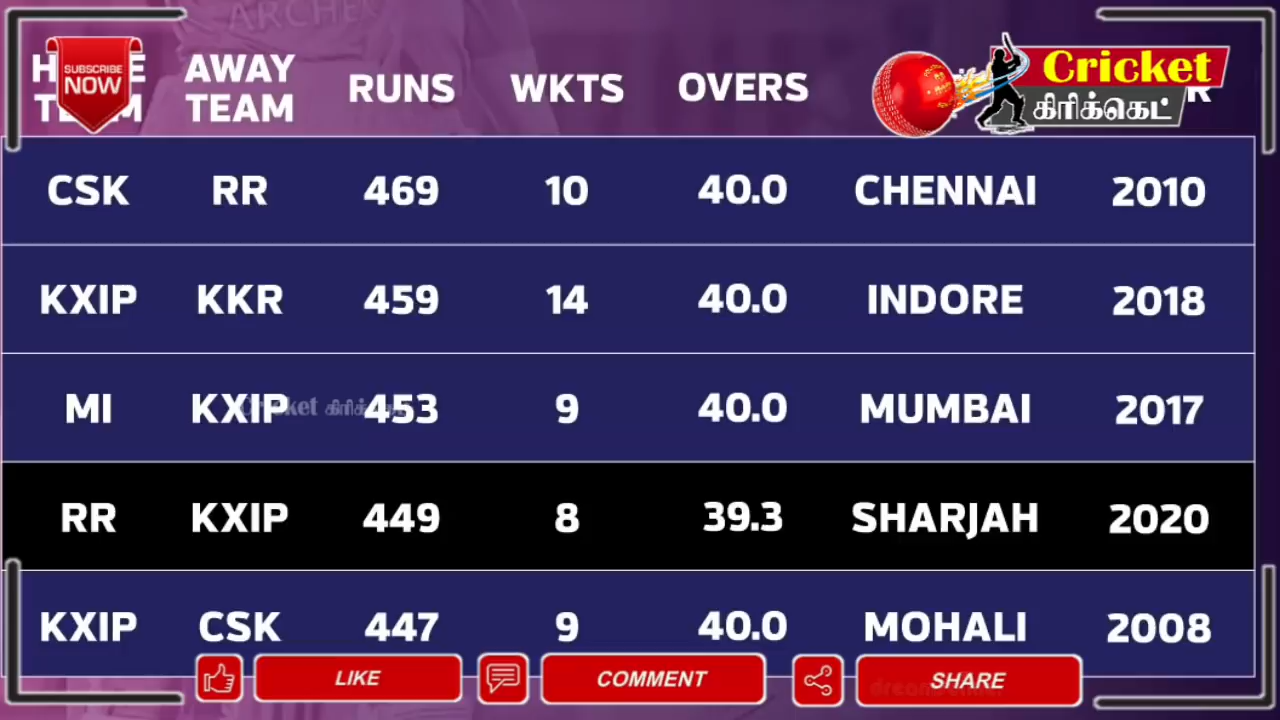 ARCHER
SUBSCRIBE
NOW
AWAY
TEAM
RUNS
WKTS
OVERS
Cricket
கிரிக்கெட்
CSK RR 469 10 40.0 CHENNAI 2010
KXIP KKR 459 14 40.0 INDORE 2018
MI KXIP 453 9 40.0 MUMBAI 2017
Cricket
RR KXIP 449 8 39.3 SHARJAH 2020
KXIP CSK 447 9 40.0 MOHALI 2008
LIKE
COMMENT
SHARE